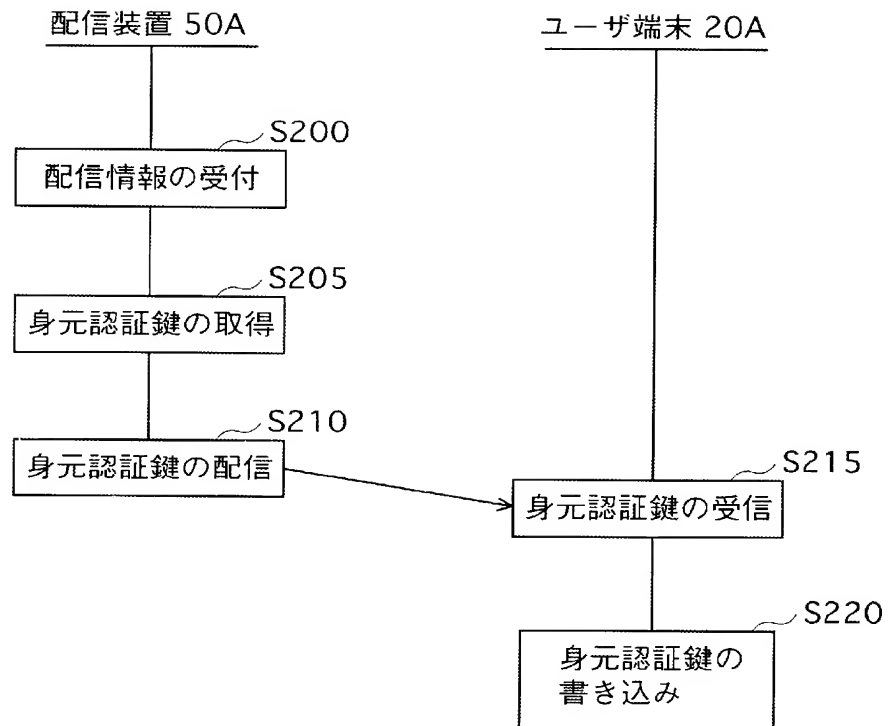 配信装置 50A
ユーザ端末 20A
S200
配信情報の受付
S205
身元認証鍵の取得
S210
身元認証鍵の配信
S215
身元認証鍵の受信
S220
身元認証鍵の
書き込み